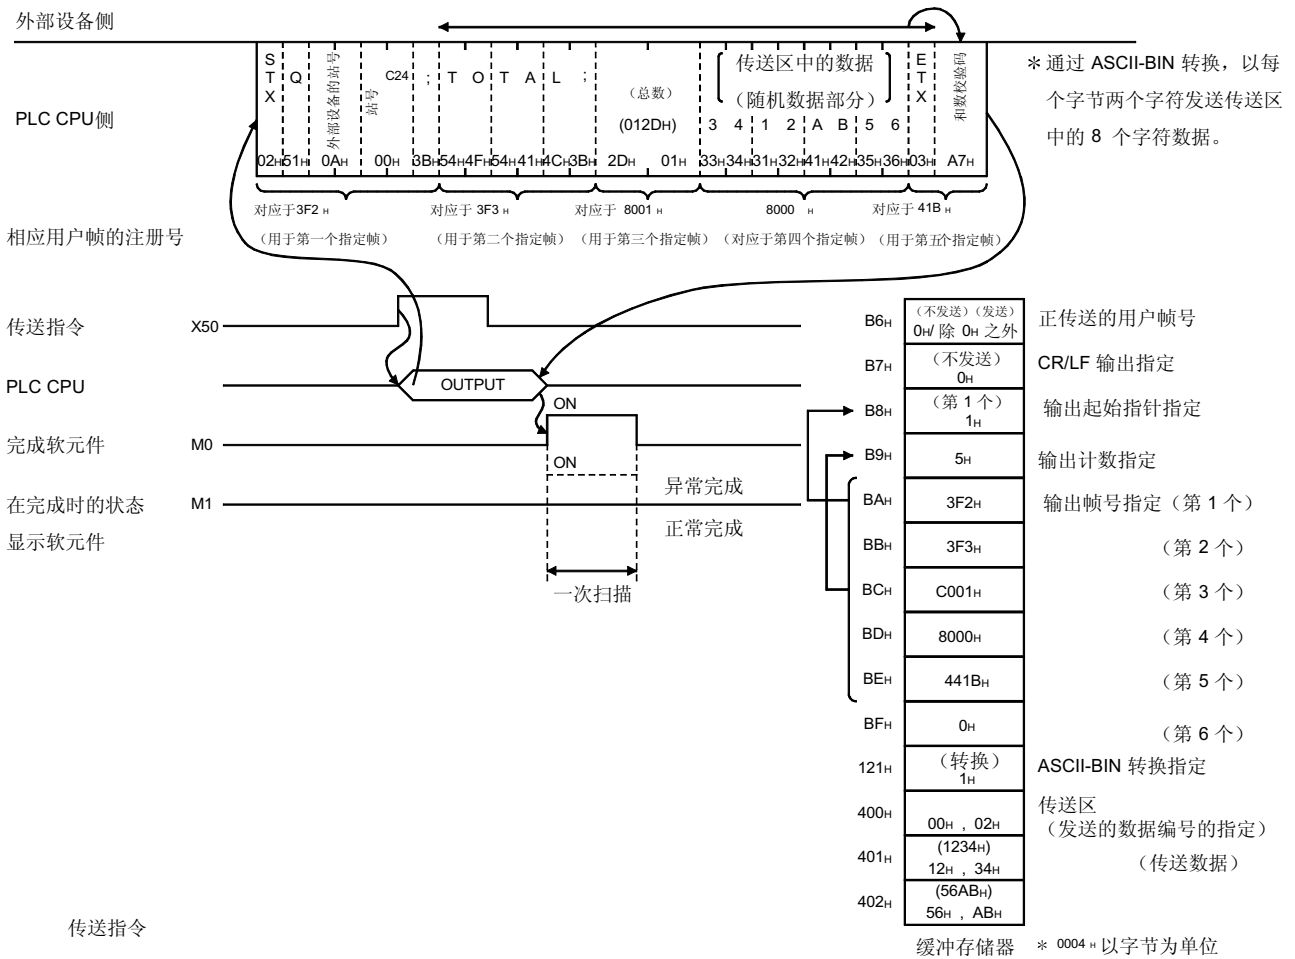 外部设备侧
PLC CPU侧
S T X
Q
外部设备的站号
站号
C24
; T O T A L ;
（总数）
(012DH)
传送区中的数据
（随机数据部分）
3 4 1 2 A B 5 6
E T X
和数校验码
02H 51H 0AH 00H 3BH 54H 4FH 54H 41H 4CH 3BH 2DH 01H 33H 34H 31H 32H 41H 42H 35H 36H 03H A7H
＊通过 ASCII-BIN 转换，以每
个字节两个字符发送传送区
中的 8 个字符数据。
对应于3F2 H
对应于 3F3 H
对应于 8001 H
8000 H
对应于 41B H
相应用户帧的注册号
（用于第一个指定帧）
（用于第二个指定帧）
（用于第三个指定帧）
（对应于第四个指定帧）
（用于第五个指定帧）
传送指令 X50
PLC CPU
OUTPUT
ON
完成软元件 M0
ON
在完成时的状态 M1
显示软元件
异常完成
正常完成
一次扫描
B6H （不发送）（发送）
0H/ 除 0H 之外
正传送的用户帧号
B7H （不发送）
0H
CR/LF 输出指定
B8H （第 1 个）
1H
输出起始指针指定
B9H 5H 输出计数指定
BAH 3F2H 输出帧号指定（第 1 个）
BBH 3F3H （第 2 个）
BCH C001H （第 3 个）
BDH 8000H （第 4 个）
BEH 441BH （第 5 个）
BFH 0H （第 6 个）
121H （转换）
1H
ASCII-BIN 转换指定
400H 00H , 02H 传送区
（发送的数据编号的指定）
401H (1234H)
12H , 34H
（传送数据）
402H (56ABH)
56H , ABH
传送指令
缓冲存储器 ＊ 0004 H 以字节为单位